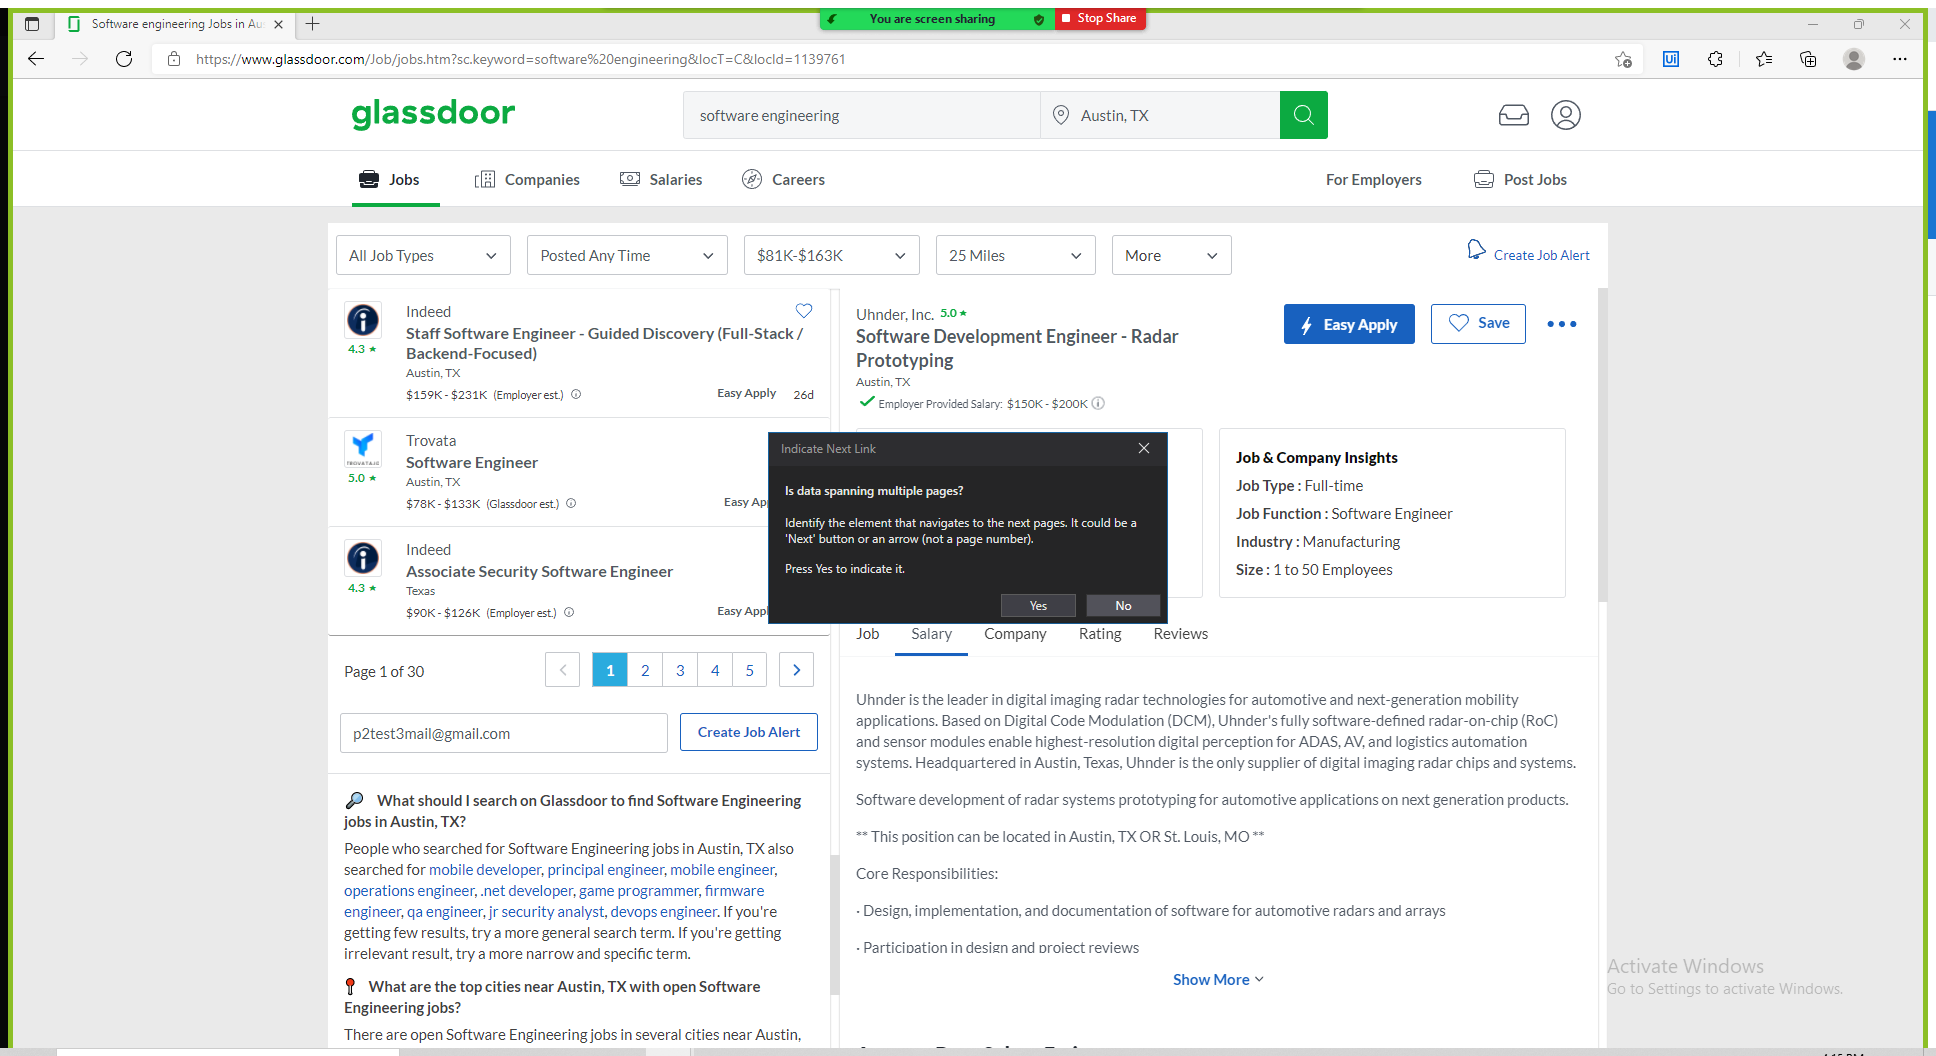 Software engineering Jobs in Au
You are screen sharing
Stop Share
https://www.glassdoor.com/Job/jobs.htm?sc.keyword=software%20engineering&locT=C&locId=1139761
Ui
glassdoor
software engineering
Austin, TX
Jobs
Companies
Salaries
Careers
For Employers
Post Jobs
All Job Types
Posted Any Time
$81K-$163K
25 Miles
More
Create Job Alert
Indeed
Staff Software Engineer - Guided Discovery (Full-Stack /
Backend-Focused)
4.3 ★
Austin, TX
$159K - $231K (Employer est.)
Easy Apply
26d
Trovata
Software Engineer
TROVATA.IO
5.0 ★
Austin, TX
$78K - $133K (Glassdoor est.)
Easy App
Indeed
Associate Security Software Engineer
4.3 ★
Texas
$90K - $126K (Employer est.)
Easy Appl
Page 1 of 30
1
2
3
4
5
p2test3mail@gmail.com
Create Job Alert
What should I search on Glassdoor to find Software Engineering
jobs in Austin, TX?
People who searched for Software Engineering jobs in Austin, TX also
searched for mobile developer, principal engineer, mobile engineer,
operations engineer, .net developer, game programmer, firmware
engineer, qa engineer, jr security analyst, devops engineer. If you're
getting few results, try a more general search term. If you're getting
irrelevant result, try a more narrow and specific term.
What are the top cities near Austin, TX with open Software
Engineering jobs?
There are open Software Engineering jobs in several cities near Austin,
Uhnder, Inc. 5.0 ★
Software Development Engineer - Radar
Prototyping
Austin, TX
Employer Provided Salary: $150K - $200K
Easy Apply
Save
Indicate Next Link
Is data spanning multiple pages?
Identify the element that navigates to the next pages. It could be a
'Next' button or an arrow (not a page number).
Press Yes to indicate it.
Yes
No
Job & Company Insights
Job Type : Full-time
Job Function : Software Engineer
Industry : Manufacturing
Size : 1 to 50 Employees
Job
Salary
Company
Rating
Reviews
Uhnder is the leader in digital imaging radar technologies for automotive and next-generation mobility
applications. Based on Digital Code Modulation (DCM), Uhnder's fully software-defined radar-on-chip (RoC)
and sensor modules enable highest-resolution digital perception for ADAS, AV, and logistics automation
systems. Headquartered in Austin, Texas, Uhnder is the only supplier of digital imaging radar chips and systems.
Software development of radar systems prototyping for automotive applications on next generation products.
** This position can be located in Austin, TX OR St. Louis, MO **
Core Responsibilities:
· Design, implementation, and documentation of software for automotive radars and arrays
· Participation in design and project reviews
Show More
Activate Windows
Go to Settings to activate Windows.